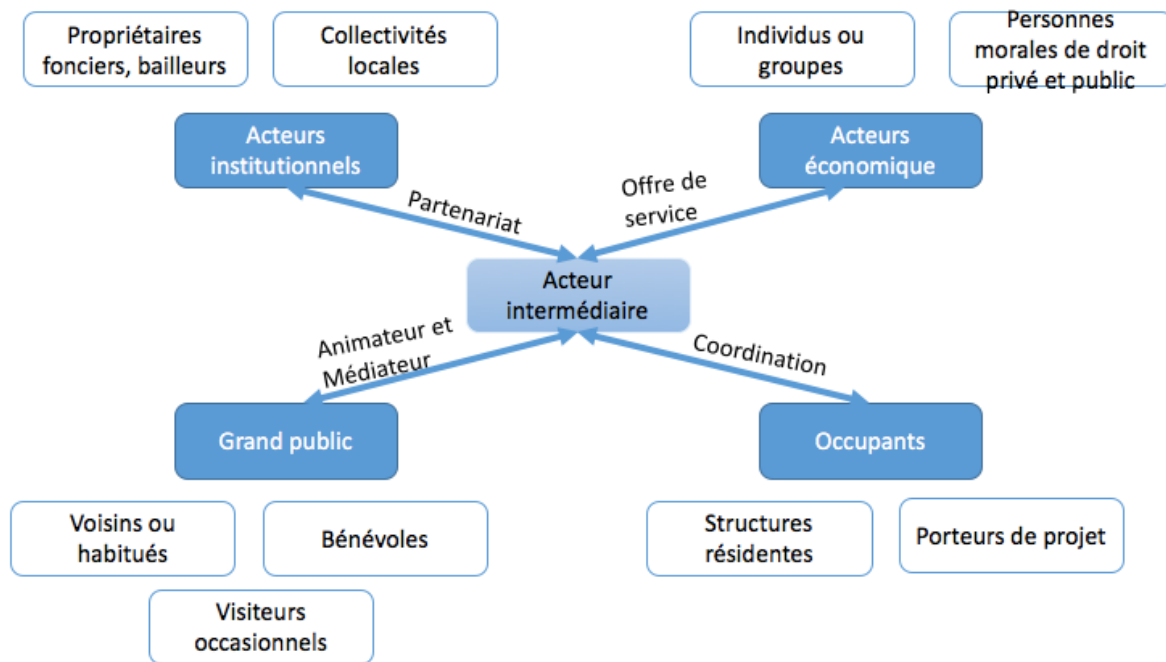 Propriétaires
fonciers, bailleurs
Collectivités
locales
Individus ou
groupes
Personnes
morales de droit
privé et public
Acteurs
institutionnels
Acteurs
économique
Partenariat
Offre de
service
Acteur
intermédiaire
Animateur et
Médiateur
Coordination
Grand public
Occupants
Voisins ou
habitués
Bénévoles
Structures
résidentes
Porteurs de projet
Visiteurs
occasionnels